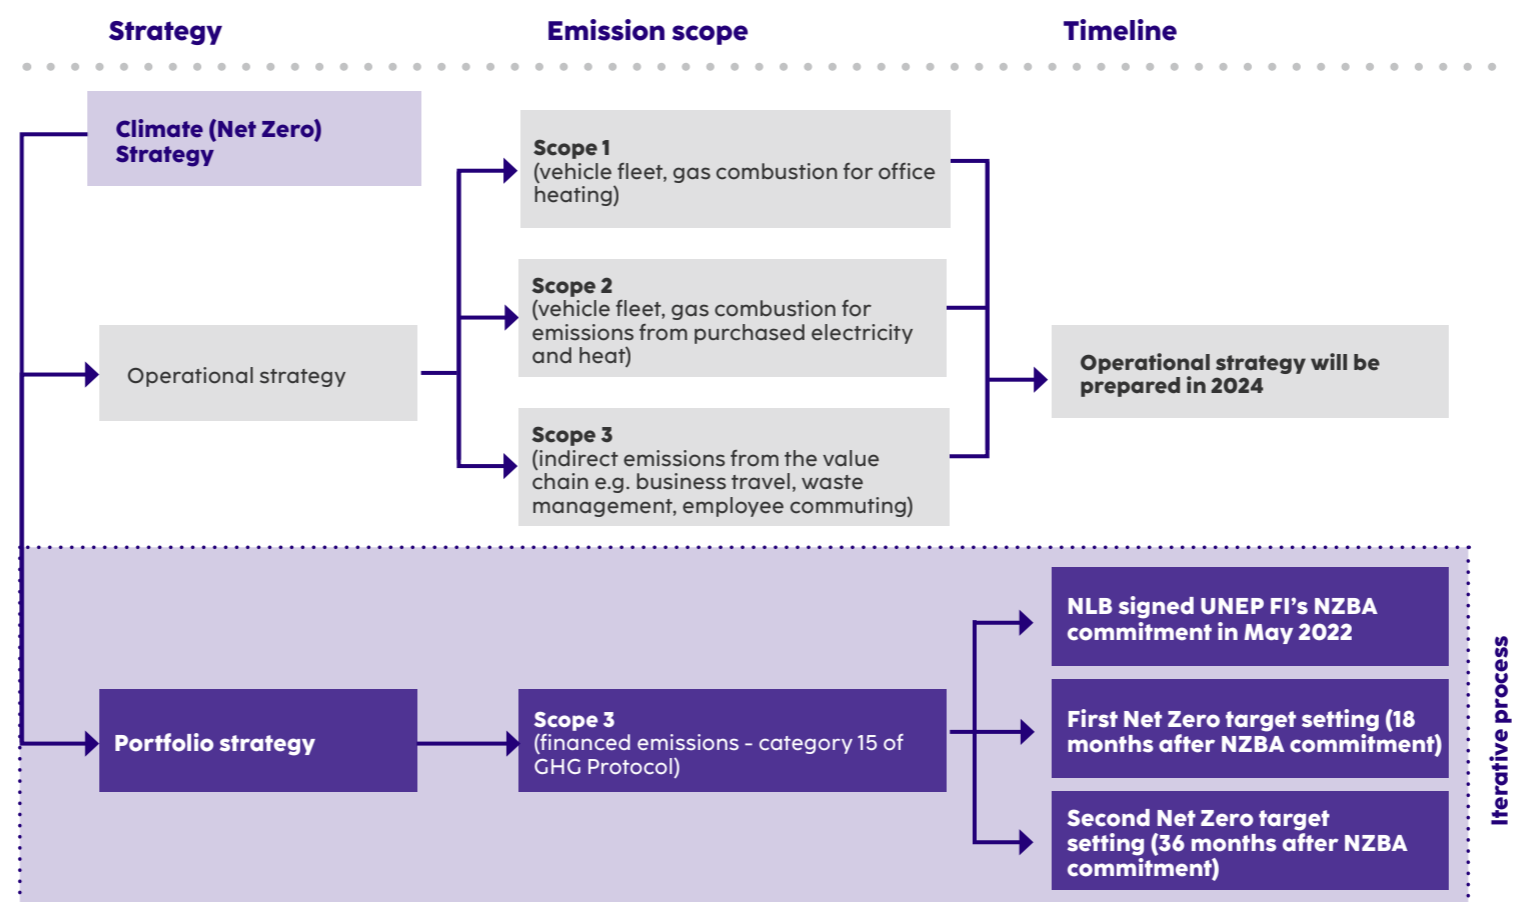 Strategy
Emission scope
Timeline
Climate (Net Zero)
Strategy
Operational strategy
Scope 1
(vehicle fleet, gas combustion for office
heating)
Scope 2
(vehicle fleet, gas combustion for
emissions from purchased electricity
and heat)
Scope 3
(indirect emissions from the value
chain e.g. business travel, waste
management, employee commuting)
Operational strategy will be
prepared in 2024
Portfolio strategy
Scope 3
(financed emissions - category 15 of
GHG Protocol)
NLB signed UNEP FI’s NZBA
commitment in May 2022
First Net Zero target setting (18
months after NZBA commitment)
Second Net Zero target
setting (36 months after NZBA
commitment)
Iterative process